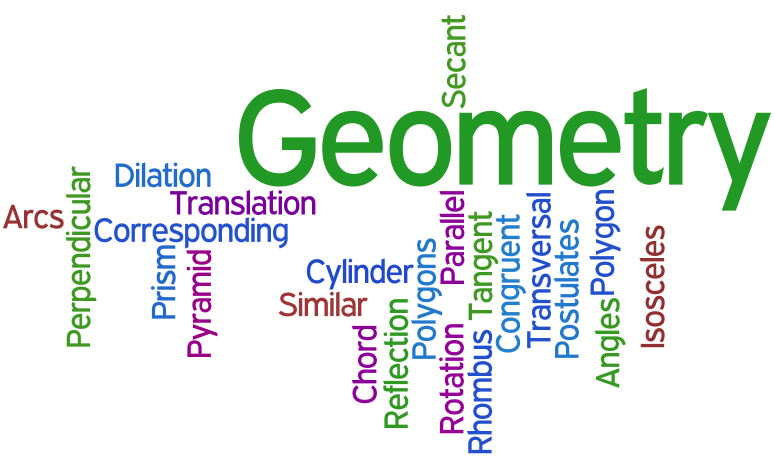 Secant
Geometry
Dilation
Perpendicular
Translation
Arcs
Corresponding
Parallel
Transversal
Polygon
Tangent
Congruent
Postulates
Isosceles
Prism
Pyramid
Polygons
Cylinder
Similar
Reflection
Angles
Chord
Rotation
Rhombus